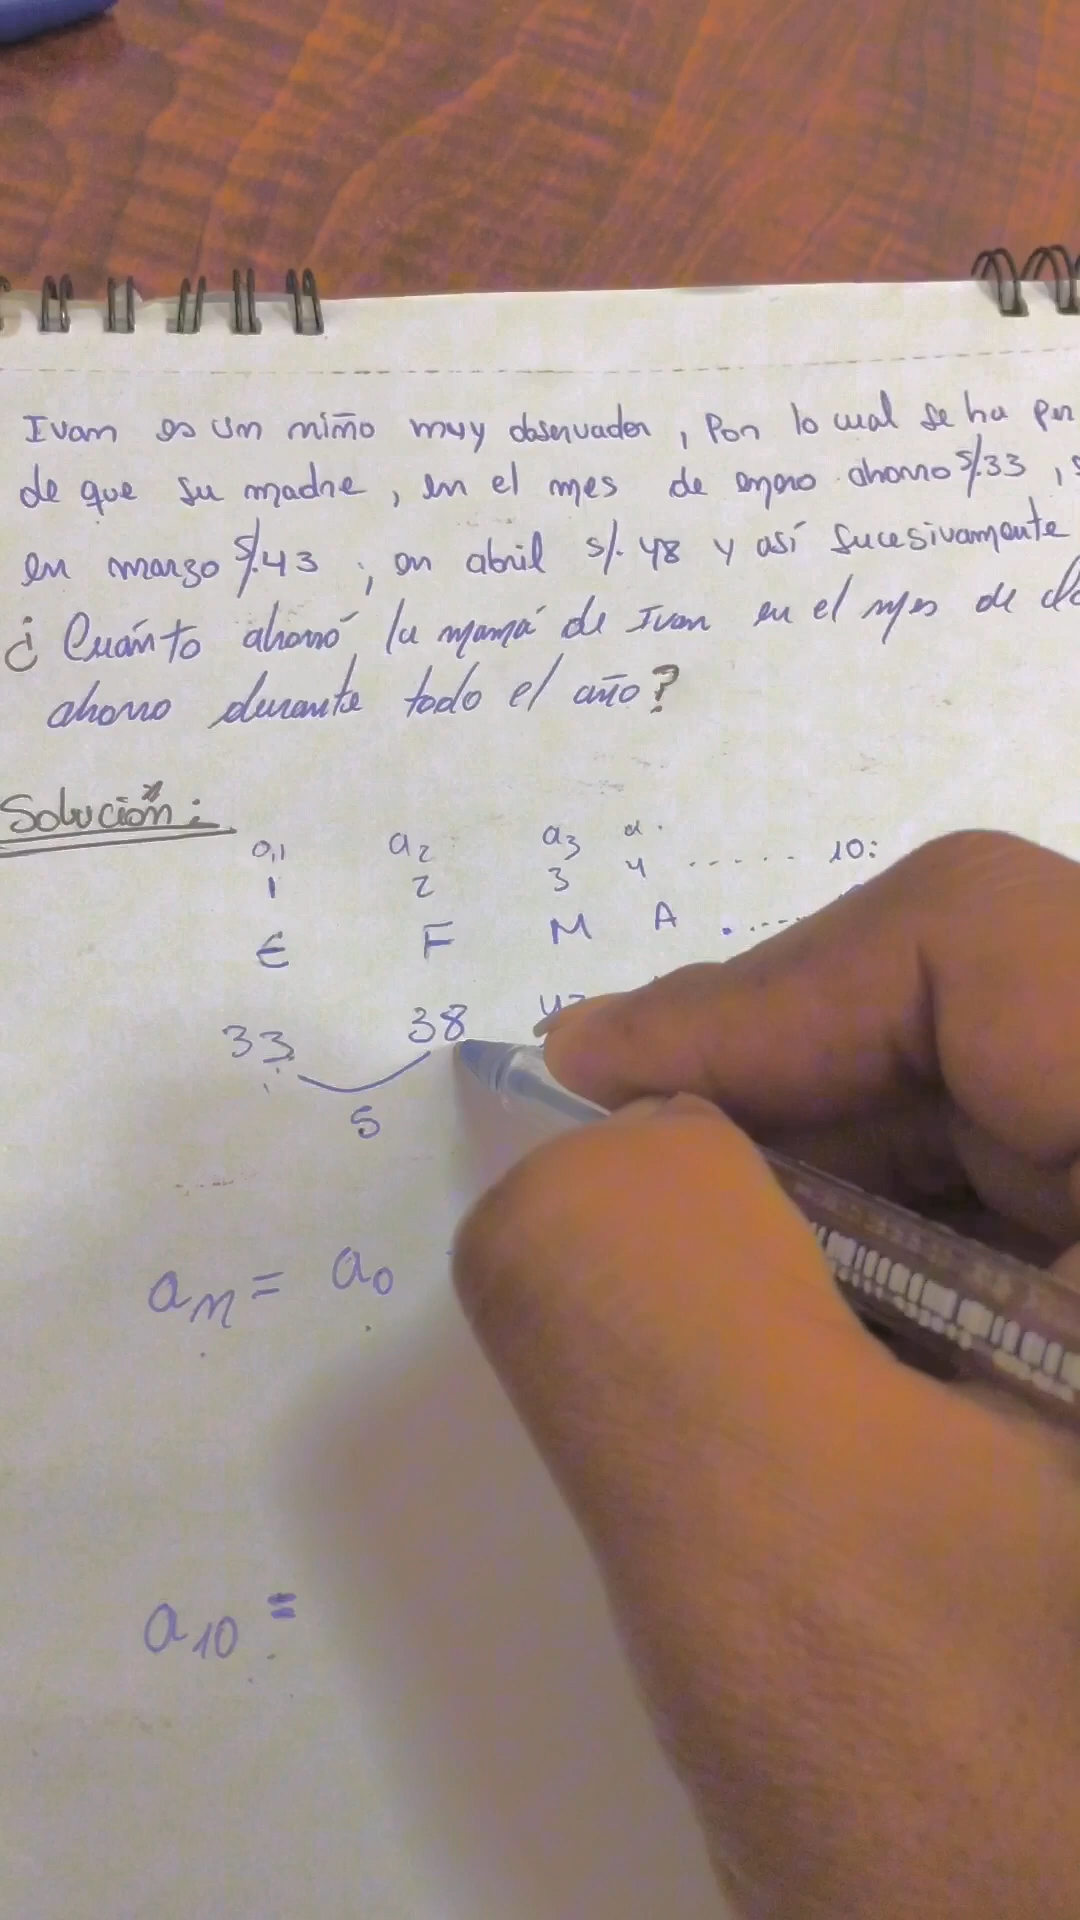 Ivan es un niño muy observador, Por lo cual se ha per
de que su madre, en el mes de enero ahorro S/.33, s
en marzo S/.43, en abril S/. 48 y así sucesivamente
¿Cuánto ahorró la mamá de Ivan en el mes de
ahorro durante todo el año?
Solución:
a1 a2 a3 a. ..... 10:
1 2 3 4
E F M A .....
33 38
5
an = a0
a10 =